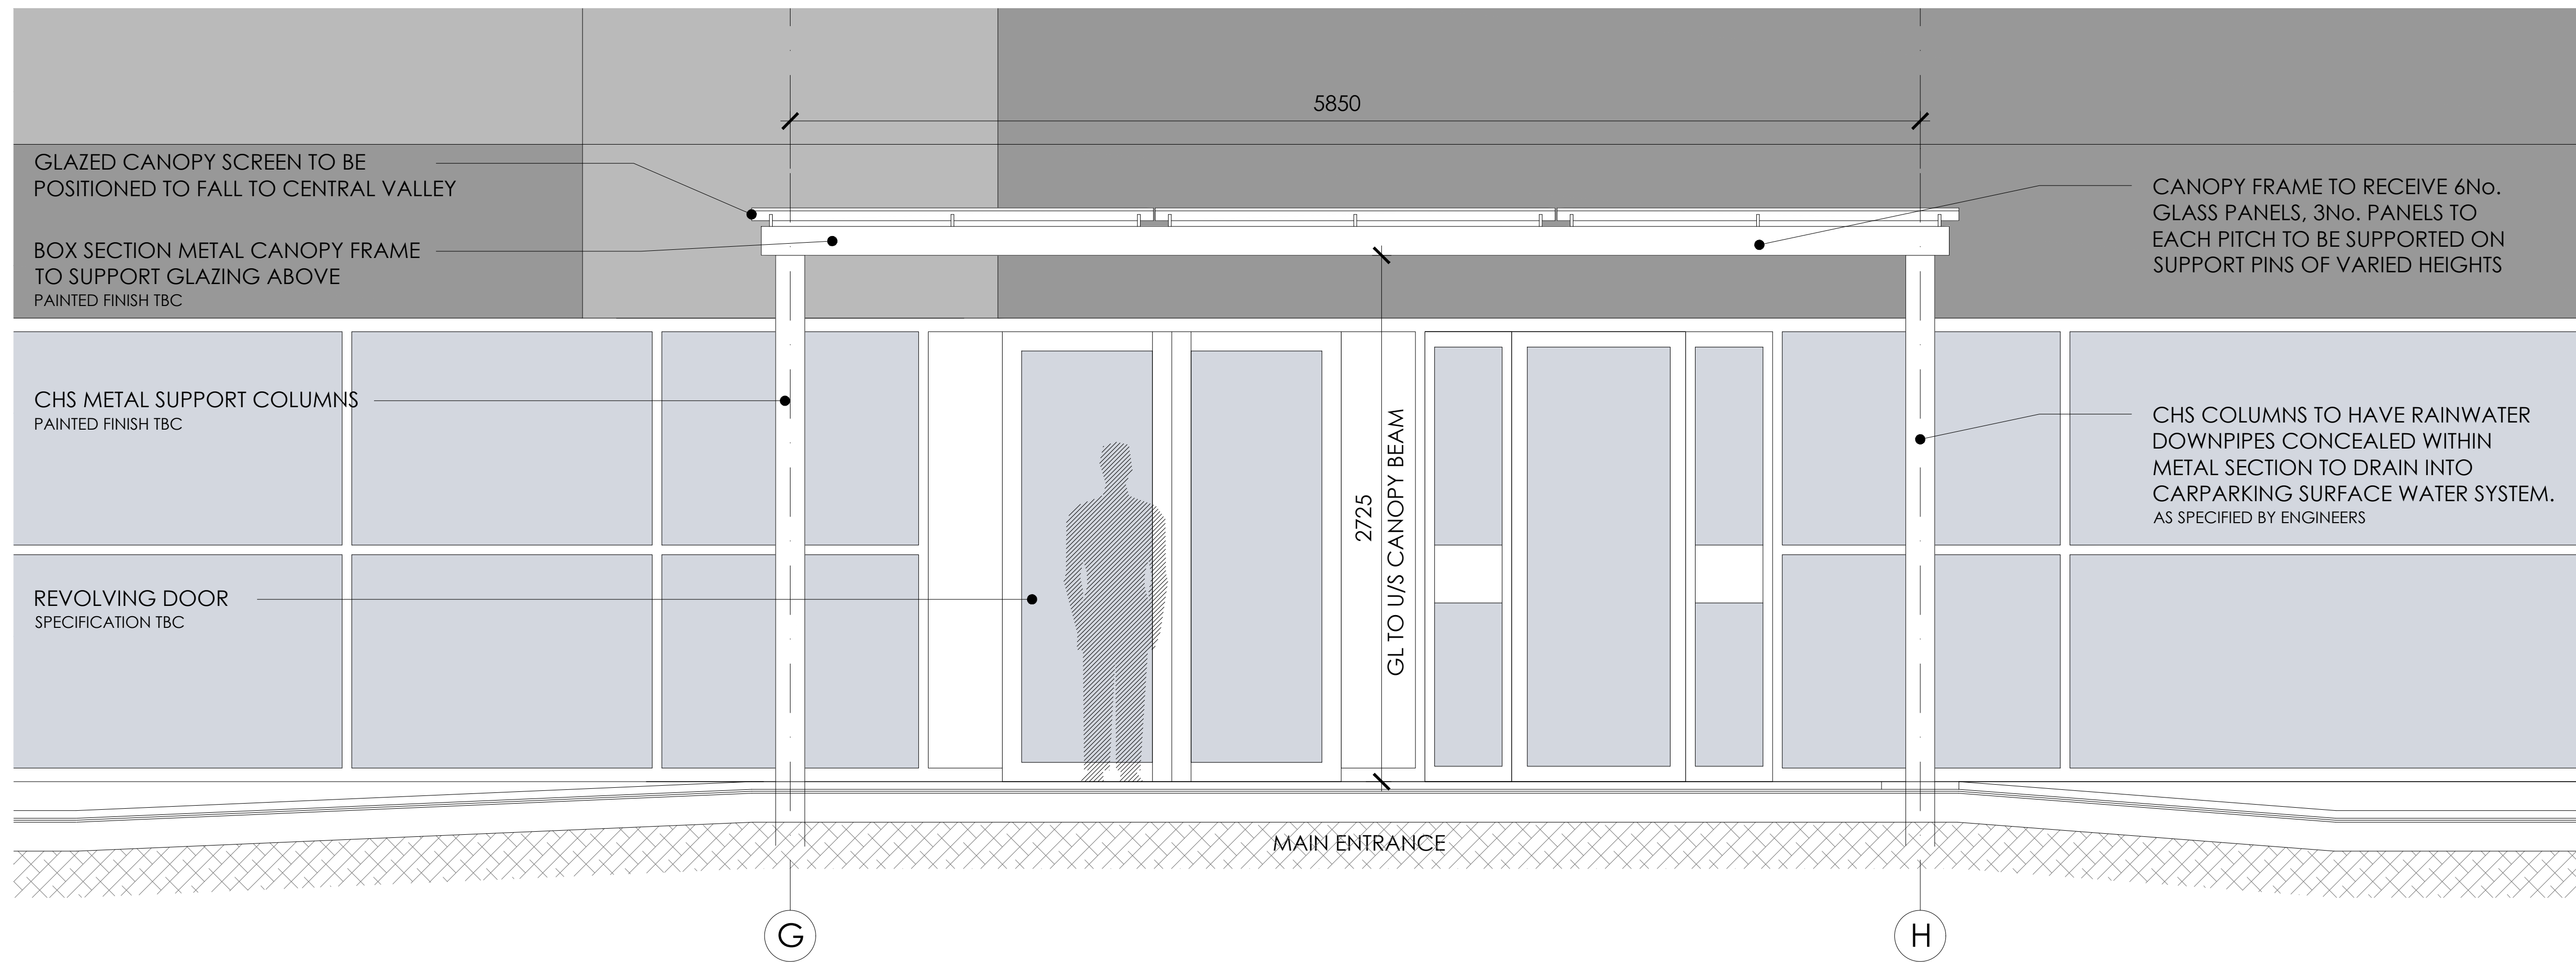 5850
GLAZED CANOPY SCREEN TO BE
POSITIONED TO FALL TO CENTRAL VALLEY
BOX SECTION METAL CANOPY FRAME
TO SUPPORT GLAZING ABOVE
PAINTED FINISH TBC
CANOPY FRAME TO RECEIVE 6No.
GLASS PANELS, 3No. PANELS TO
EACH PITCH TO BE SUPPORTED ON
SUPPORT PINS OF VARIED HEIGHTS
CHS METAL SUPPORT COLUMNS
PAINTED FINISH TBC
CHS COLUMNS TO HAVE RAINWATER
DOWNPIPES CONCEALED WITHIN
METAL SECTION TO DRAIN INTO
CARPARKING SURFACE WATER SYSTEM.
AS SPECIFIED BY ENGINEERS
2725
GL TO U/S CANOPY BEAM
REVOLVING DOOR
SPECIFICATION TBC
MAIN ENTRANCE
G
H